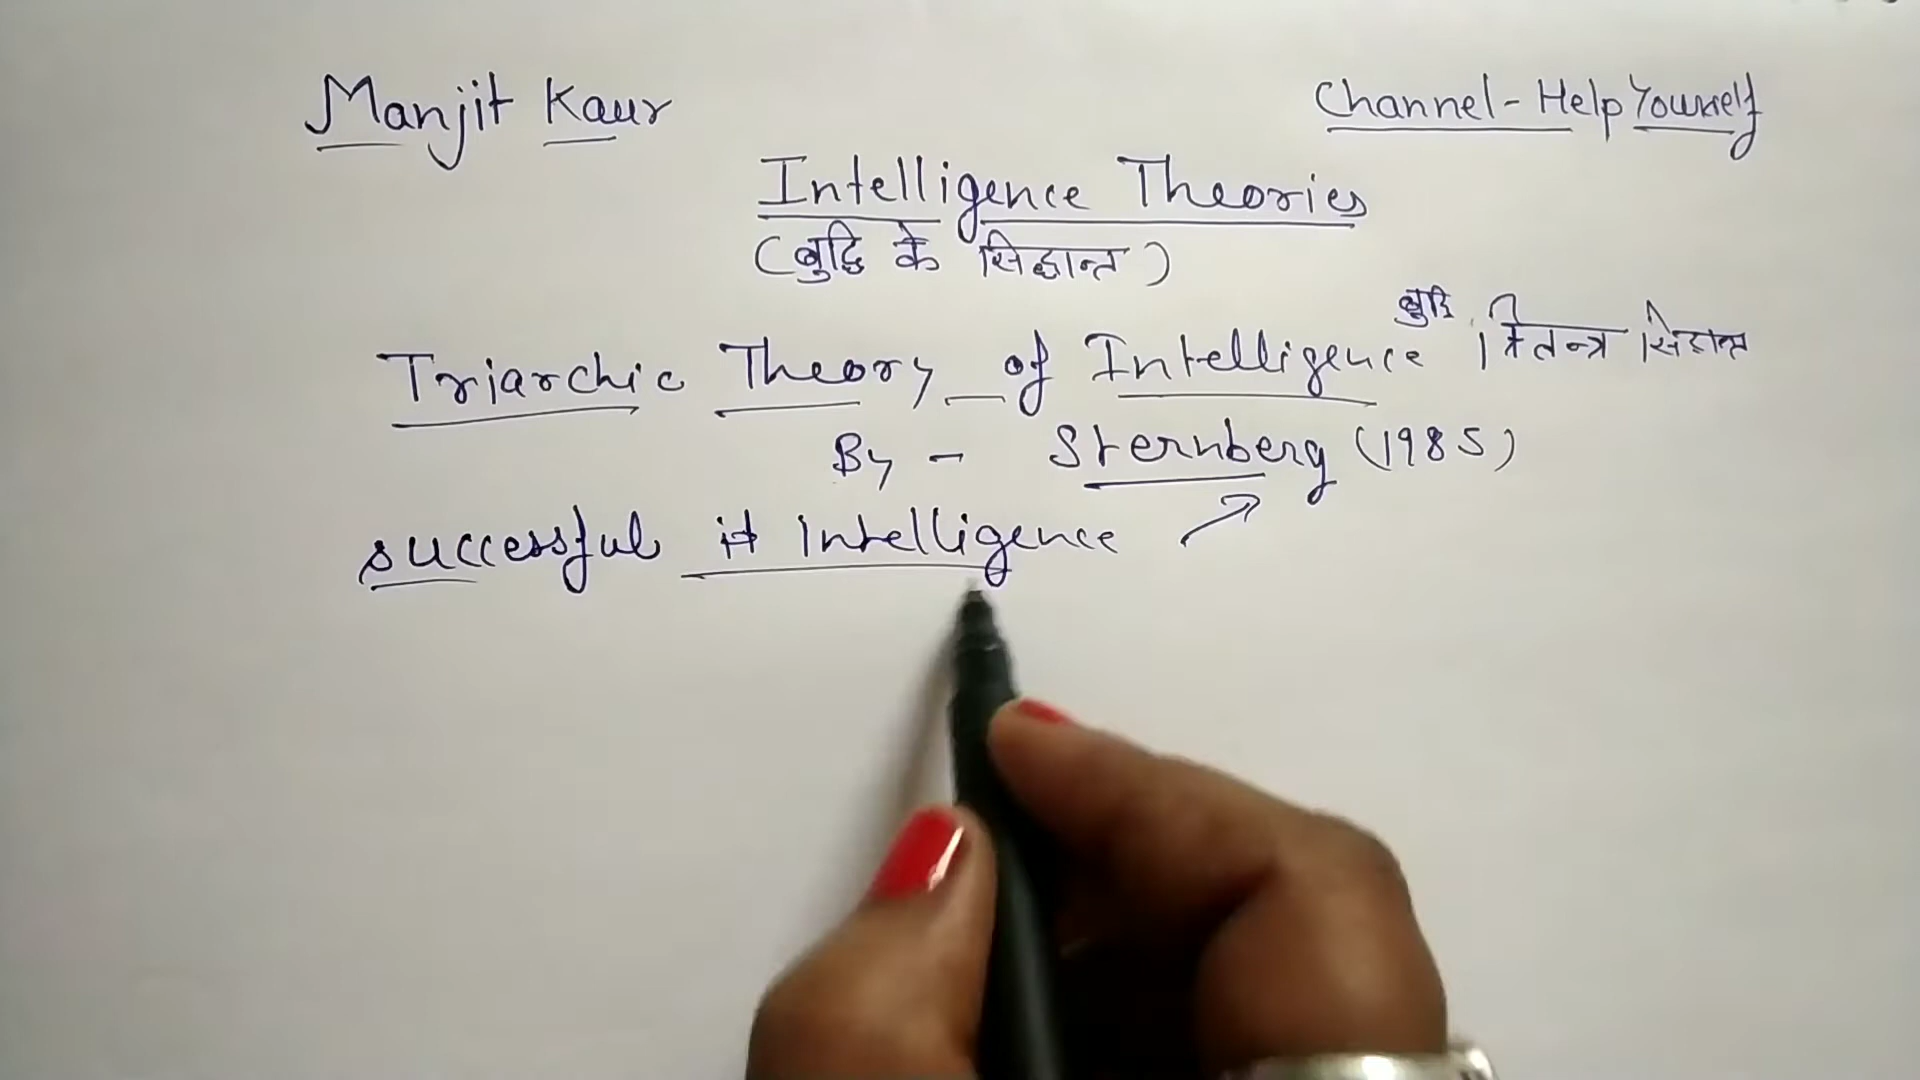 Manjit Kaur
Channel - Help Yourself
Intelligence Theories
(बुद्धि के सिद्धान्त)
Triarchic Theory of Intelligence बुद्धि त्रितन्त्र सिद्धान्त
By - Sternberg (1985)
successful it Intelligence